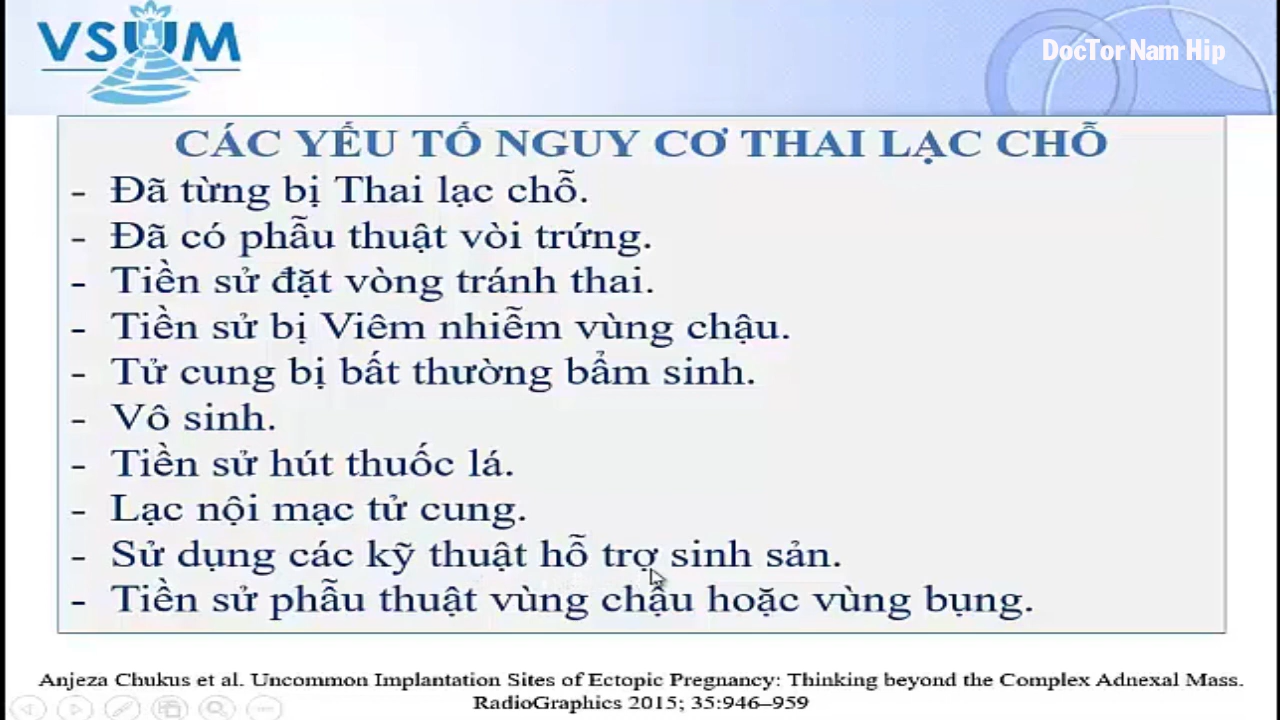 VSUM
DocTor Nam Hip
CÁC YẾU TỐ NGUY CƠ THAI LẠC CHỖ
- Đã từng bị Thai lạc chỗ.
- Đã có phẫu thuật vòi trứng.
- Tiền sử đặt vòng tránh thai.
- Tiền sử bị Viêm nhiễm vùng chậu.
- Tử cung bị bất thường bẩm sinh.
- Vô sinh.
- Tiền sử hút thuốc lá.
- Lạc nội mạc tử cung.
- Sử dụng các kỹ thuật hỗ trợ sinh sản.
- Tiền sử phẫu thuật vùng chậu hoặc vùng bụng.
Anjeza Chukus et al. Uncommon Implantation Sites of Ectopic Pregnancy: Thinking beyond the Complex Adnexal Mass.
RadioGraphics 2015; 35:946–959